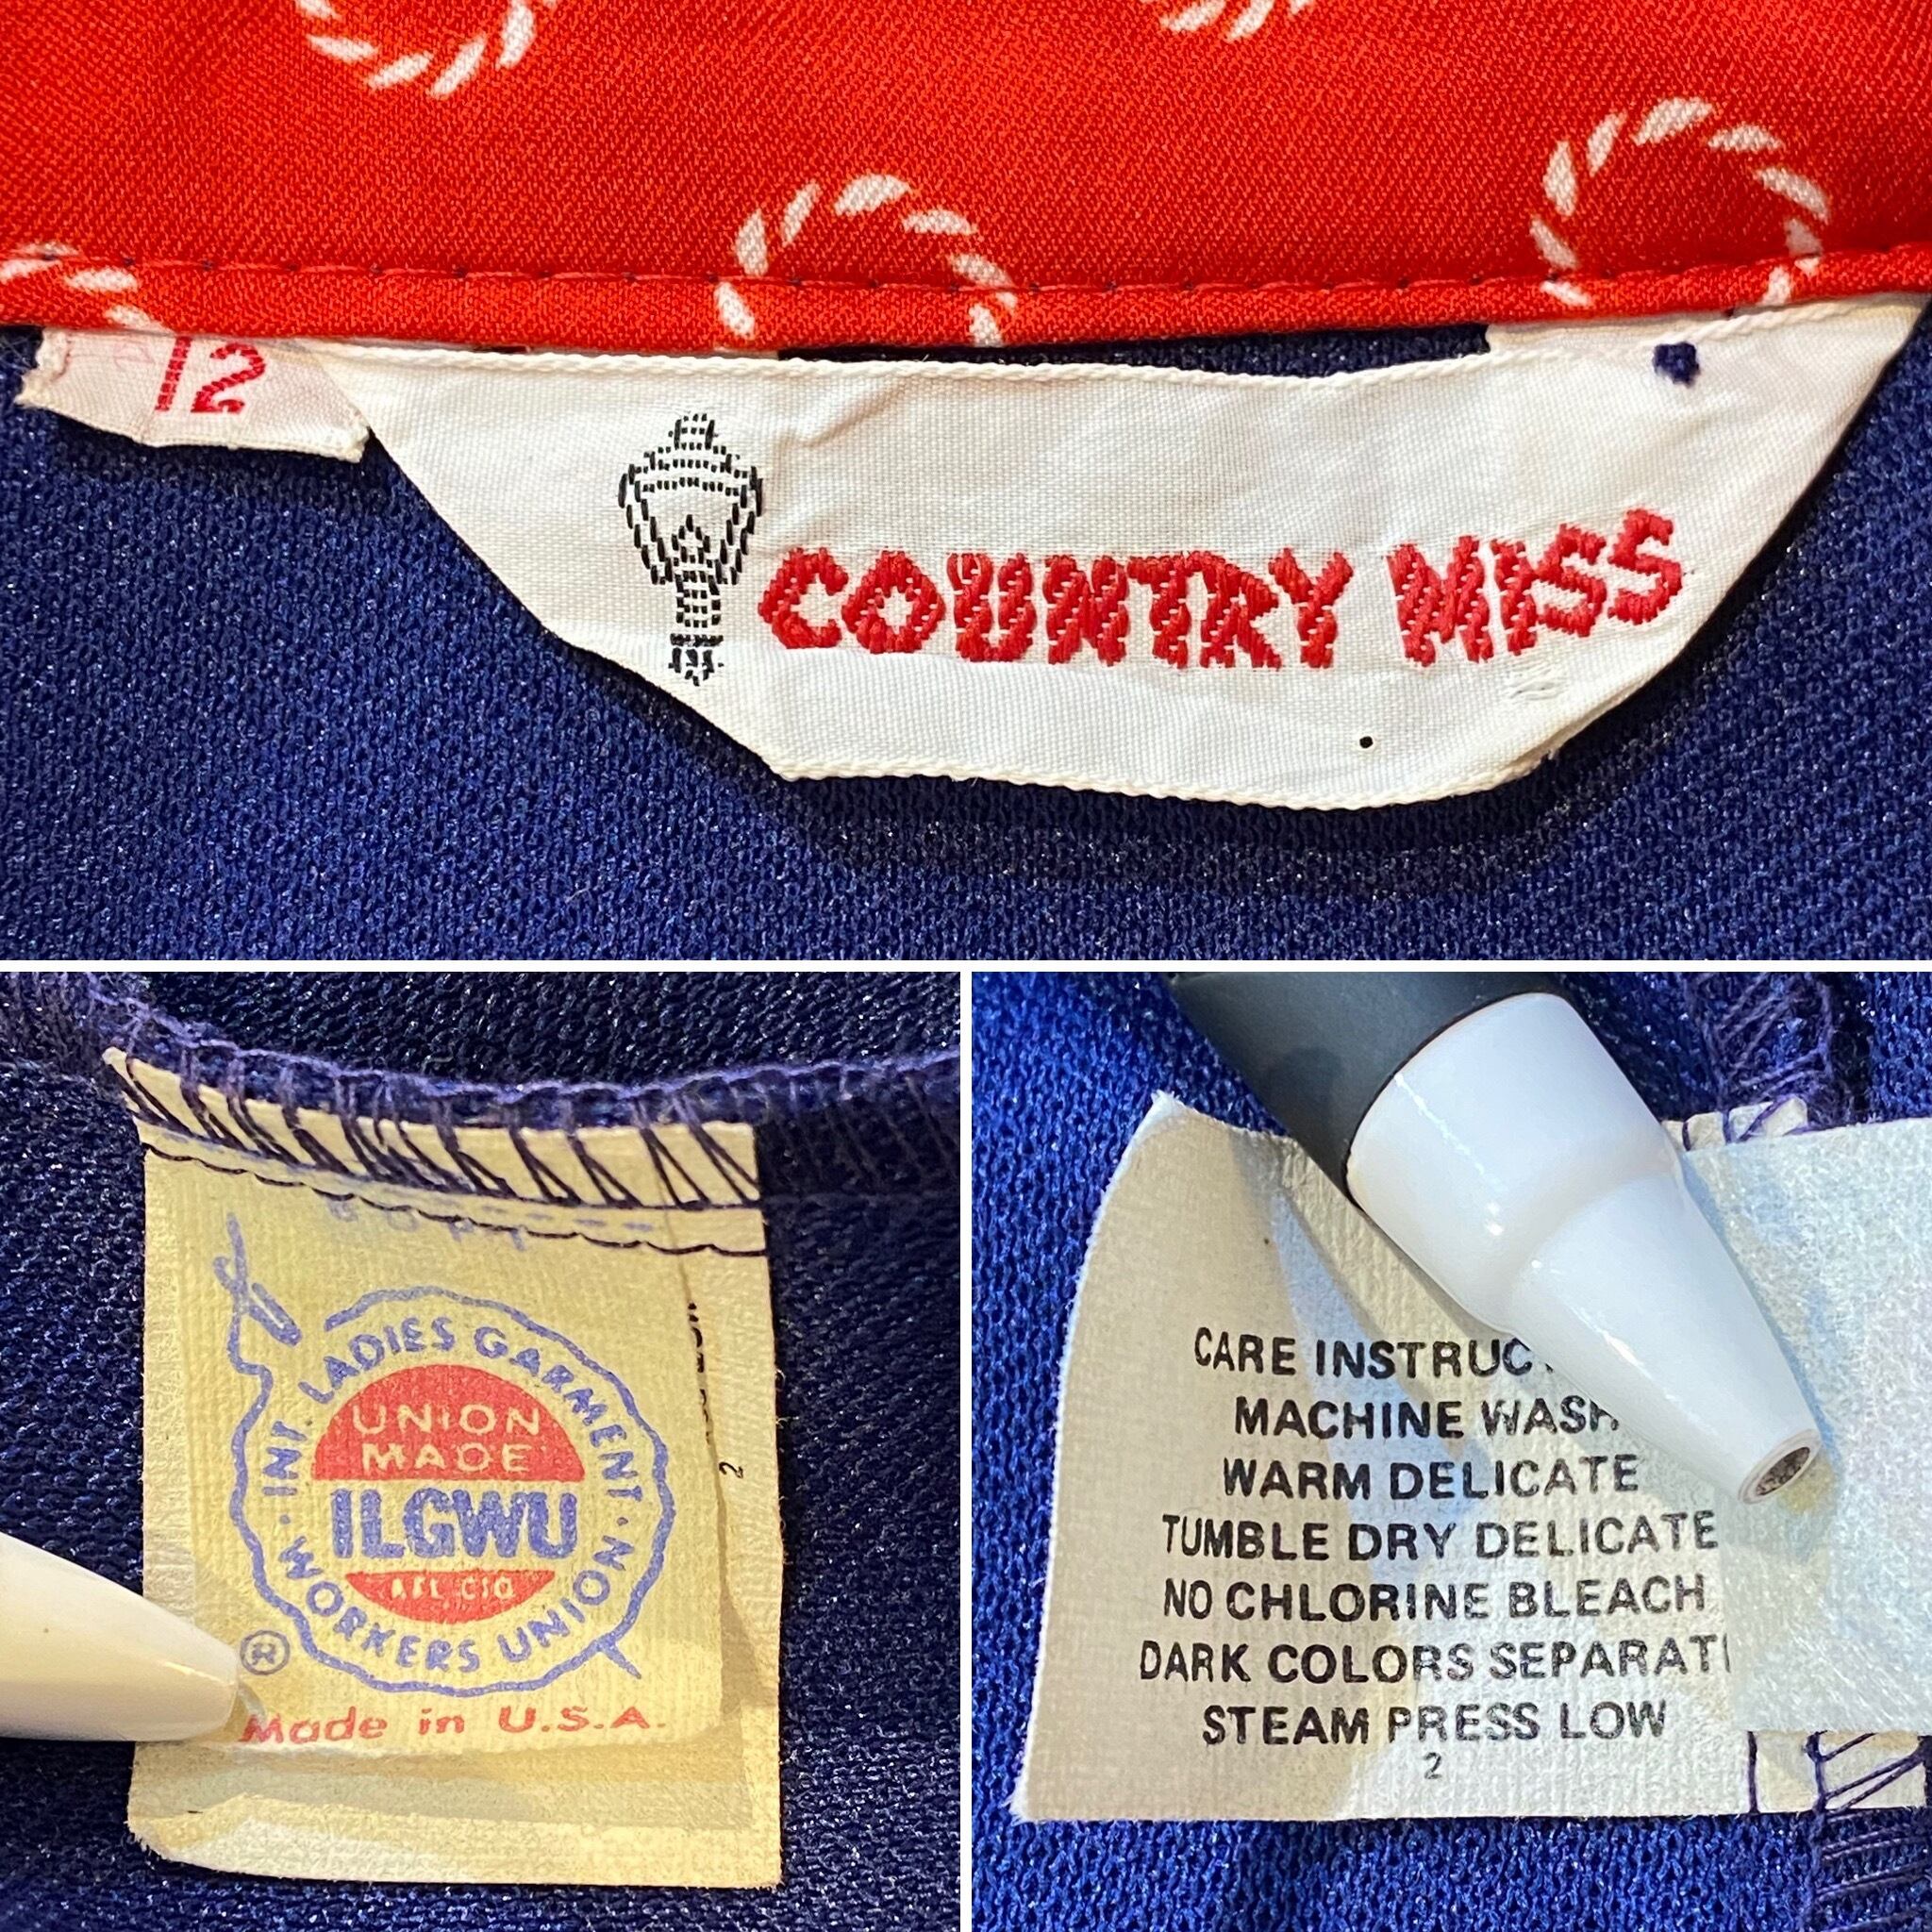 12
COUNTRY MISS
INT. LADIES GARMENT
UNION
MADE
ILGWU
AFL CIO
· WORKERS UNION ·
®
Made in U.S.A.
2
CARE INSTRUC
MACHINE WASH
WARM DELICATE
TUMBLE DRY DELICATE
NO CHLORINE BLEACH
DARK COLORS SEPARAT
STEAM PRESS LOW
2